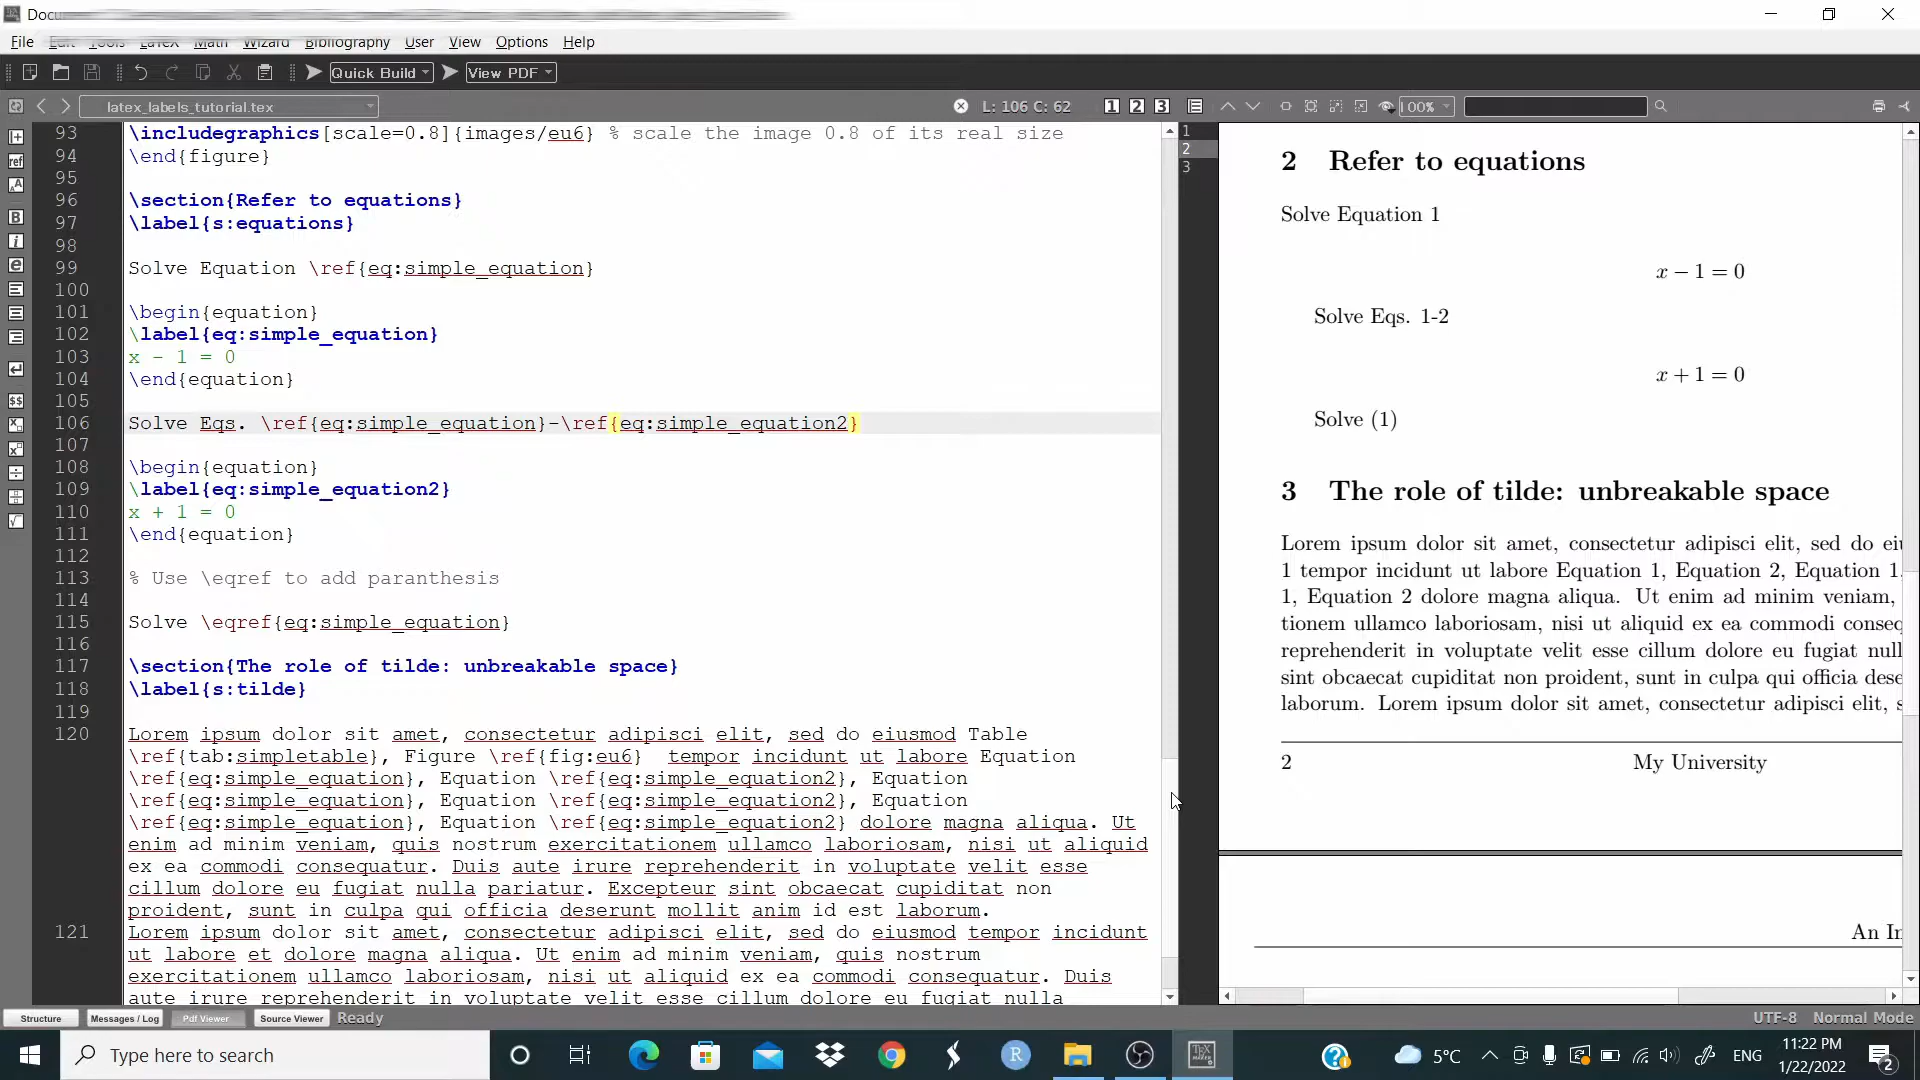 Docu
File Edit Tools LaTeX Math Wizard Bibliography User View Options Help
Quick Build View PDF
latex_labels_tutorial.tex L: 106 C: 62 1 2 3 100%
93 \includegraphics[scale=0.8]{images/eu6} % scale the image 0.8 of its real size
94 \end{figure}
95
96 \section{Refer to equations}
97 \label{s:equations}
98
99 Solve Equation \ref{eq:simple_equation}
100
101 \begin{equation}
102 \label{eq:simple_equation}
103 x - 1 = 0
104 \end{equation}
105
106 Solve Eqs. \ref{eq:simple_equation}-\ref{eq:simple_equation2}
107
108 \begin{equation}
109 \label{eq:simple_equation2}
110 x + 1 = 0
111 \end{equation}
112
113 % Use \eqref to add paranthesis
114
115 Solve \eqref{eq:simple_equation}
116
117 \section{The role of tilde: unbreakable space}
118 \label{s:tilde}
119
120 Lorem ipsum dolor sit amet, consectetur adipisci elit, sed do eiusmod Table
\ref{tab:simpletable}, Figure \ref{fig:eu6} tempor incidunt ut labore Equation
\ref{eq:simple_equation}, Equation \ref{eq:simple_equation2}, Equation
\ref{eq:simple_equation}, Equation \ref{eq:simple_equation2}, Equation
\ref{eq:simple_equation}, Equation \ref{eq:simple_equation2} dolore magna aliqua. Ut
enim ad minim veniam, quis nostrum exercitationem ullamco laboriosam, nisi ut aliquid
ex ea commodi consequatur. Duis aute irure reprehenderit in voluptate velit esse
cillum dolore eu fugiat nulla pariatur. Excepteur sint obcaecat cupiditat non
proident, sunt in culpa qui officia deserunt mollit anim id est laborum.
121 Lorem ipsum dolor sit amet, consectetur adipisci elit, sed do eiusmod tempor incidunt
ut labore et dolore magna aliqua. Ut enim ad minim veniam, quis nostrum
exercitationem ullamco laboriosam, nisi ut aliquid ex ea commodi consequatur. Duis
aute irure reprehenderit in voluptate velit esse cillum dolore eu fugiat nulla
1
2
3
2 Refer to equations
Solve Equation 1
x − 1 = 0
Solve Eqs. 1-2
x + 1 = 0
Solve (1)
3 The role of tilde: unbreakable space
Lorem ipsum dolor sit amet, consectetur adipisci elit, sed do eiu
1 tempor incidunt ut labore Equation 1, Equation 2, Equation 1,
1, Equation 2 dolore magna aliqua. Ut enim ad minim veniam,
tionem ullamco laboriosam, nisi ut aliquid ex ea commodi conseq
reprehenderit in voluptate velit esse cillum dolore eu fugiat null
sint obcaecat cupiditat non proident, sunt in culpa qui officia dese
laborum. Lorem ipsum dolor sit amet, consectetur adipisci elit, s
2 My University
An In
Structure Messages / Log Pdf Viewer Source Viewer Ready UTF-8 Normal Mode
Type here to search 5°C ENG 11:22 PM
1/22/2022 2